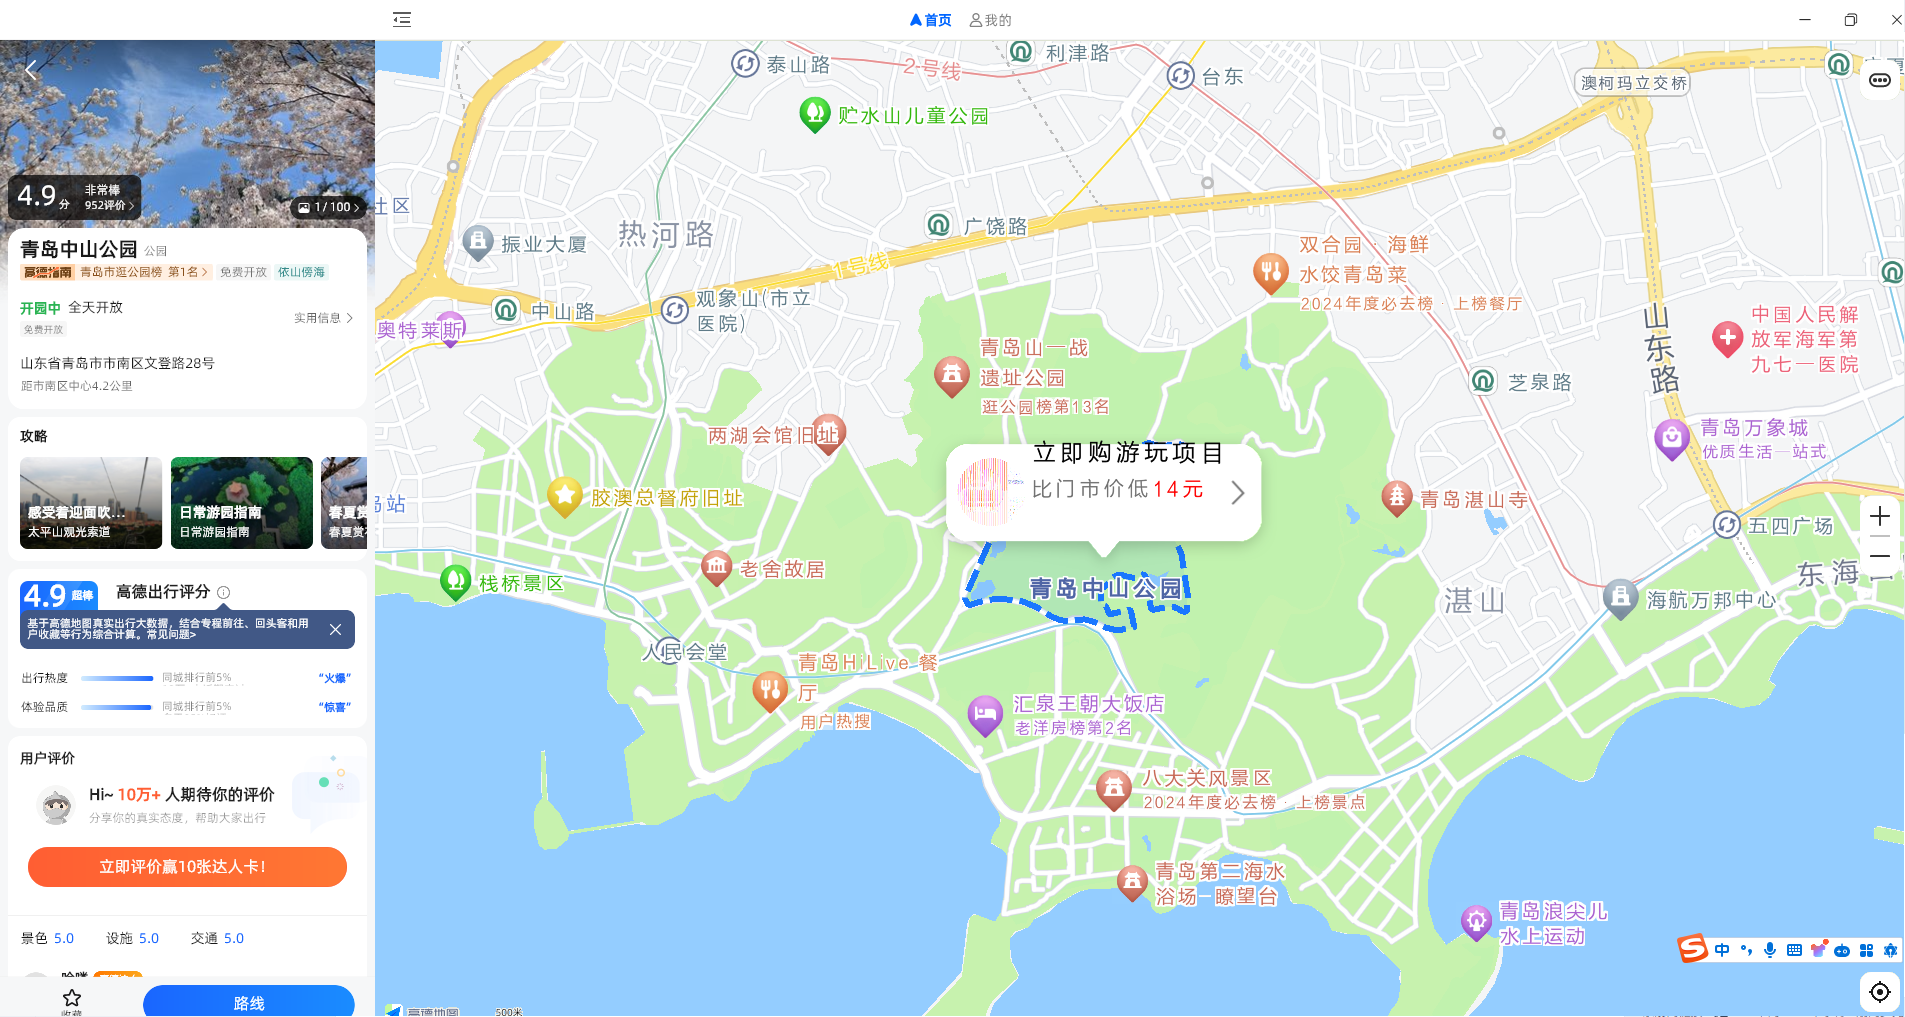 首页
我的
4.9分
非常棒
952评价
1/100
青岛中山公园 公园
高德指南 青岛市逛公园榜 第1名 免费开放 依山傍海
开园中 全天开放
免费开放
实用信息
山东省青岛市市南区文登路28号
距市南区中心4.2公里
攻略
感受着迎面吹...
太平山观光索道
日常游园指南
日常游园指南
春夏赏
春夏赏
4.9 超棒
高德出行评分
基于高德地图真实出行大数据，结合专程前往、回头客和用
户收藏等行为综合计算。常见问题>
出行热度 同城排行前5% “火爆”
体验品质 同城排行前5% “惊喜”
用户评价
Hi~ 10万+ 人期待你的评价
分享你的真实态度，帮助大家出行
立即评价赢10张达人卡！
景色 5.0 设施 5.0 交通 5.0
收藏
路线
泰山路
2号线
利津路
台东
澳柯玛立交桥
贮水山儿童公园
社区
振业大厦
热河路
广饶路
1号线
双合园·海鲜
水饺青岛菜
2024年度必去榜·上榜餐厅
中山路
观象山(市立
医院)
奥特莱斯
山东路
中国人民解
放军海军第
九七一医院
青岛山一战
遗址公园
逛公园榜第13名
芝泉路
两湖会馆旧址
青岛万象城
优质生活一站式
立即购游玩项目
比门市价低14元
岛站
胶澳总督府旧址
青岛湛山寺
五四广场
栈桥景区
老舍故居
青岛中山公园
湛山
海航万邦中心
东海
人民会堂
青岛HiLive 餐
厅
用户热搜
汇泉王朝大饭店
老洋房榜第2名
八大关风景区
2024年度必去榜·上榜景点
青岛第二海水
浴场-瞭望台
青岛浪尖儿
水上运动
中
高德地图
500米